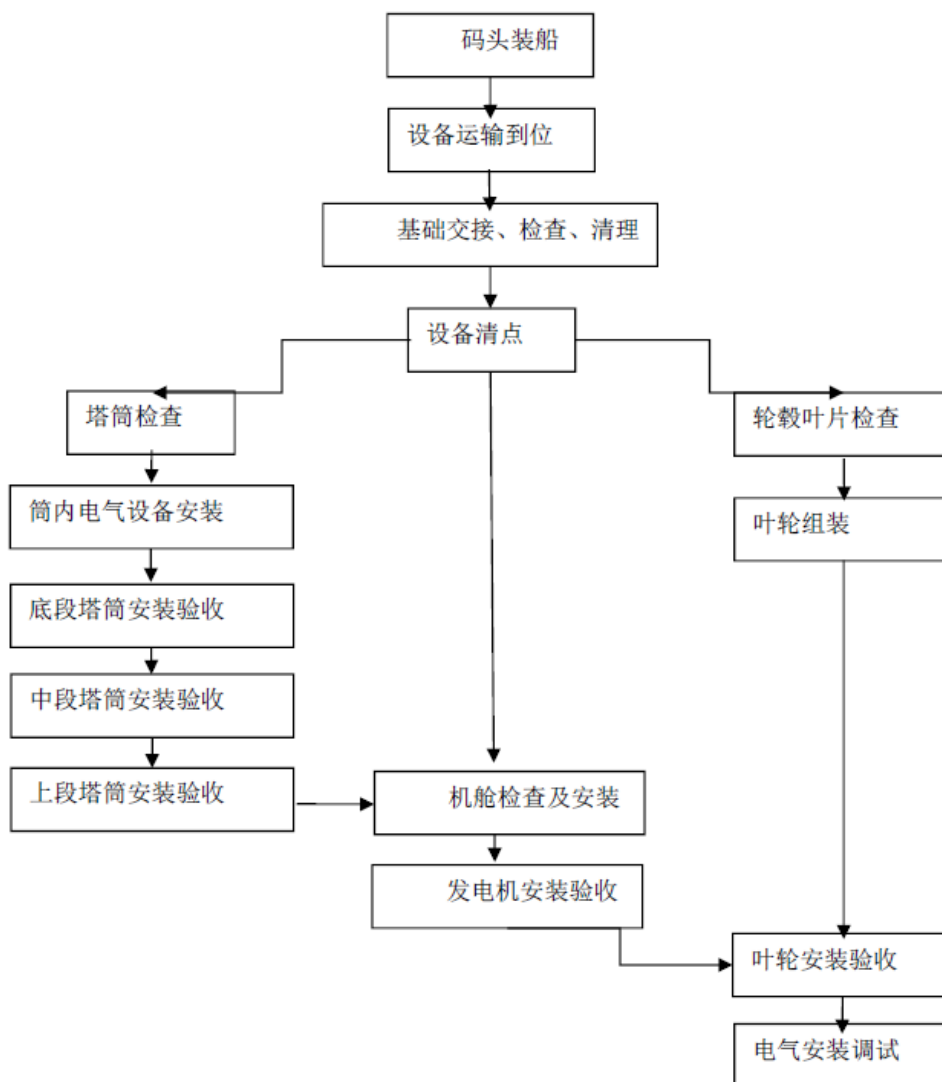 码头装船
设备运输到位
基础交接、检查、清理
设备清点
塔筒检查
轮毂叶片检查
筒内电气设备安装
叶轮组装
底段塔筒安装验收
中段塔筒安装验收
上段塔筒安装验收
机舱检查及安装
发电机安装验收
叶轮安装验收
电气安装调试